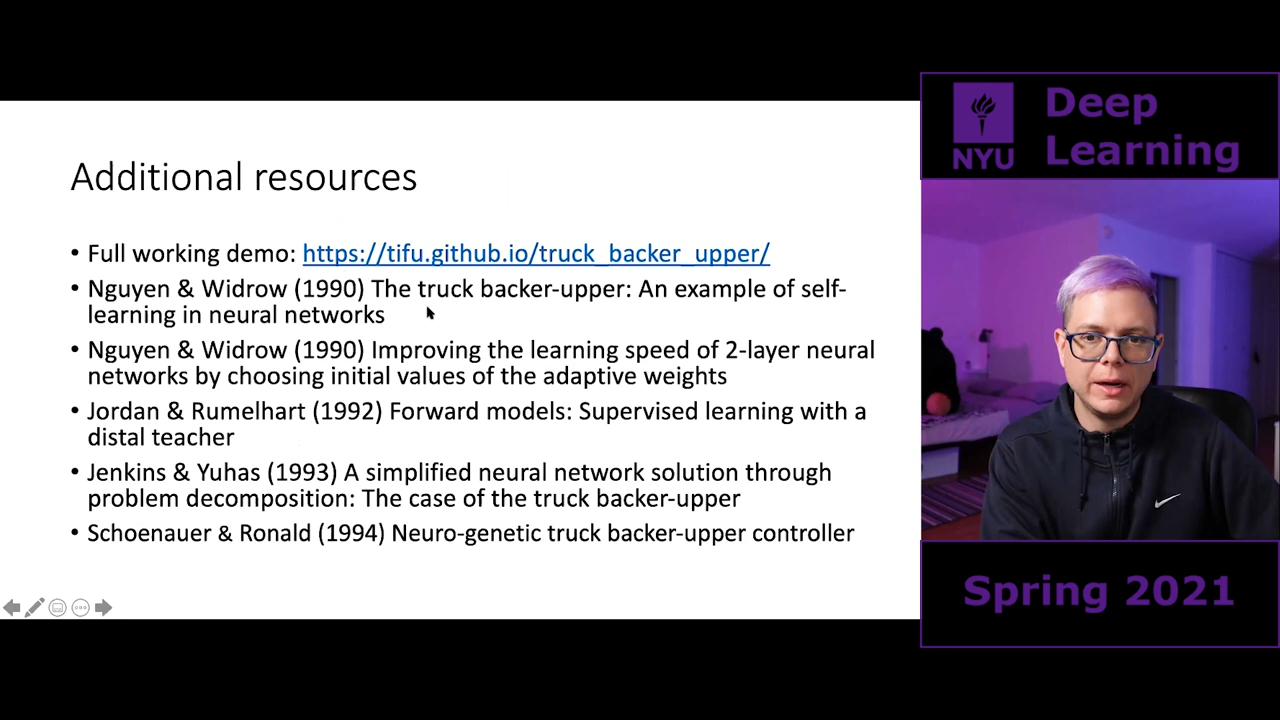 Additional resources
• Full working demo: https://tifu.github.io/truck_backer_upper/
• Nguyen & Widrow (1990) The truck backer-upper: An example of self-
learning in neural networks
• Nguyen & Widrow (1990) Improving the learning speed of 2-layer neural
networks by choosing initial values of the adaptive weights
• Jordan & Rumelhart (1992) Forward models: Supervised learning with a
distal teacher
• Jenkins & Yuhas (1993) A simplified neural network solution through
problem decomposition: The case of the truck backer-upper
• Schoenauer & Ronald (1994) Neuro-genetic truck backer-upper controller
NYU
Deep
Learning
Spring 2021